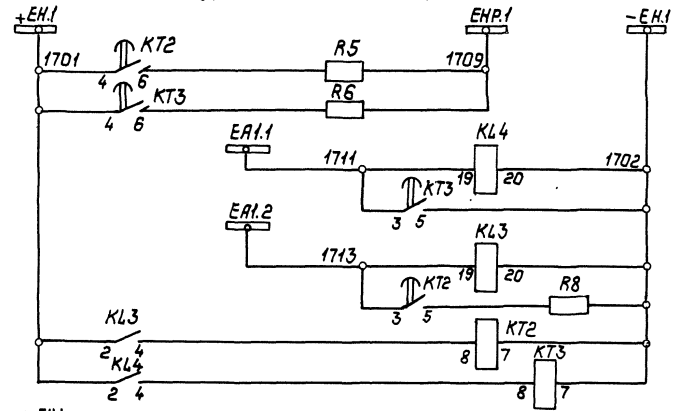 +EH.1 EHP.1 -EH.1
1701 KT2 R5 1709
4 6
KT3 R6
4 6
EA1.1 KL4
1711 1702
19 20
KT3
3 5
EA1.2 KL3
1713
19 20
KT2 R8
3 5
KL3 KT2
2 4 8 7
KL4 KT3
2 4 8 7